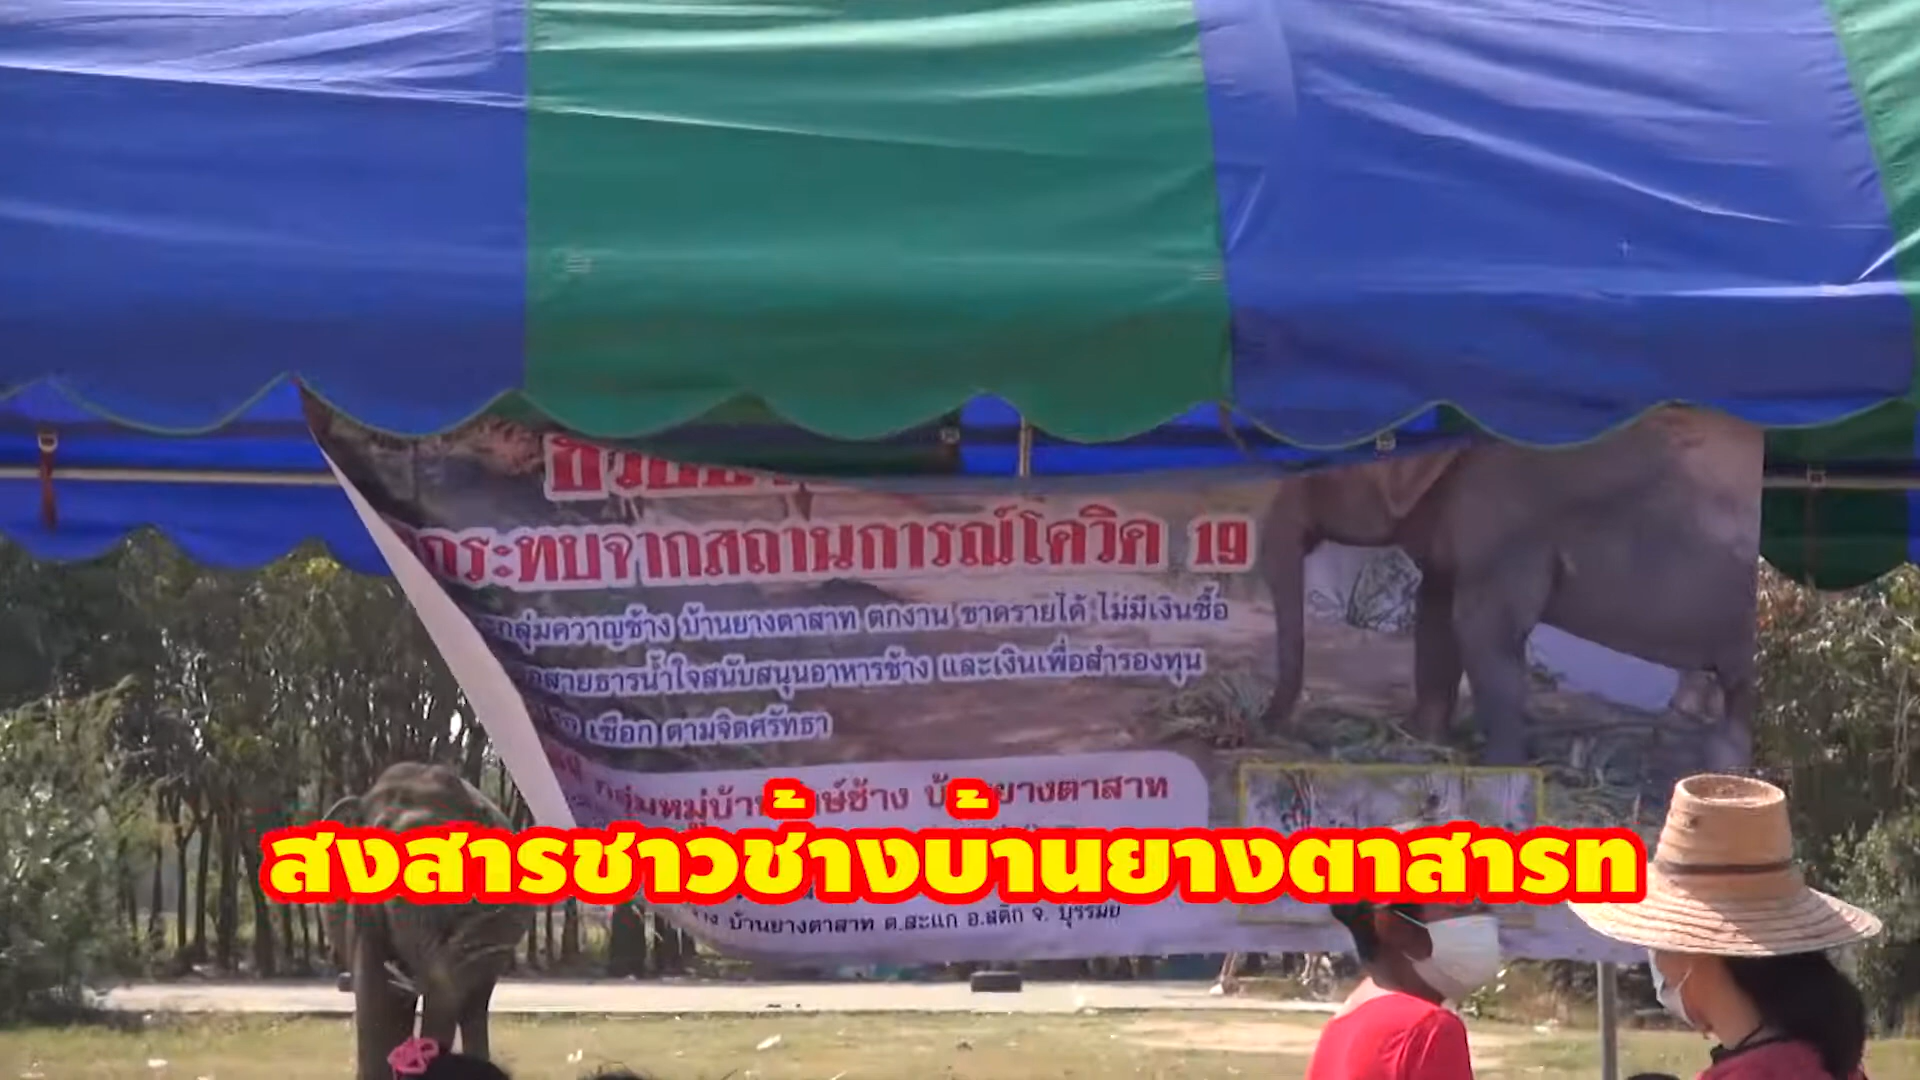 กระทบจากสถานการณ์โควิด 19
กลุ่มควาญช้าง บ้านยางตาสาท ตกงาน ขาดรายได้ ไม่มีเงินซื้อ
สายธารน้ำใจสนับสนุนอาหารช้าง และเงินเพื่อสำรองทุน
เชือก ตามจิตศรัทธา
บ้านยางตาสาท
สงสารชาวช้างบ้านยางตาสารท
บ้านยางตาสาท ต.สะแก อ.สตึก จ. บุรีรัมย์